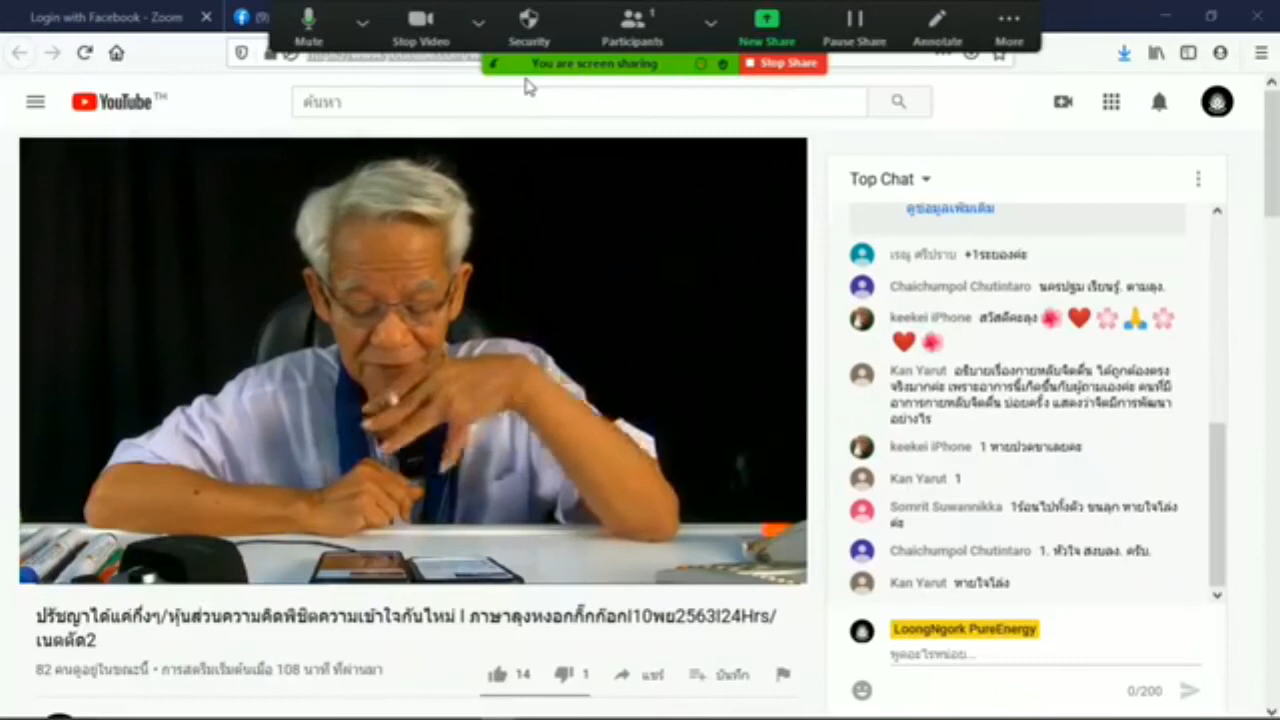 Login with Facebook - Zoom
Mute
Stop Video
Security
Participants
1
New Share
Pause Share
Annotate
More
You are screen sharing
Stop Share
YouTube TH
ค้นหา
Top Chat
ดูข้อมูลเพิ่มเติม
เรณู ศรีปราบ +1ระยองค่ะ
Chaichumpol Chutintaro นครปฐม เรียนรู้. ตามลุง.
keekei iPhone สวัสดีคะลุง
Kan Yarut อธิบายเรื่องกายหลับจิตตื่น ได้ถูกต้องตรง
จริงมากค่ะ เพราะอาการนี้เกิดขึ้นกับผู้ถามเองค่ะ คนที่มี
อาการกายหลับจิตตื่น บ่อยครั้ง แสดงว่าจิตมีการพัฒนา
อย่างไร
keekei iPhone 1 หายปวดขาเลยคะ
Kan Yarut 1
Somrit Suwannikka 1ร้อนไปทั้งตัว ขนลุก หายใจโล่ง
ค่ะ
Chaichumpol Chutintaro 1. หัวใจ สงบลง. ครับ.
Kan Yarut หายใจโล่ง
LoongNgork PureEnergy
พูดอะไรหน่อย...
0/200
ปรัชญาได้แค่กึ่งๆ/หุ้นส่วนความคิดพิชิตความเข้าใจกันใหม่ l ภาษาลุงหงอกกิ๊กก๊อกl10พย2563l24Hrs/
เนตตัด2
82 คนดูอยู่ในขณะนี้ • การสตรีมเริ่มต้นเมื่อ 108 นาที ที่ผ่านมา
14
1
แชร์
บันทึก